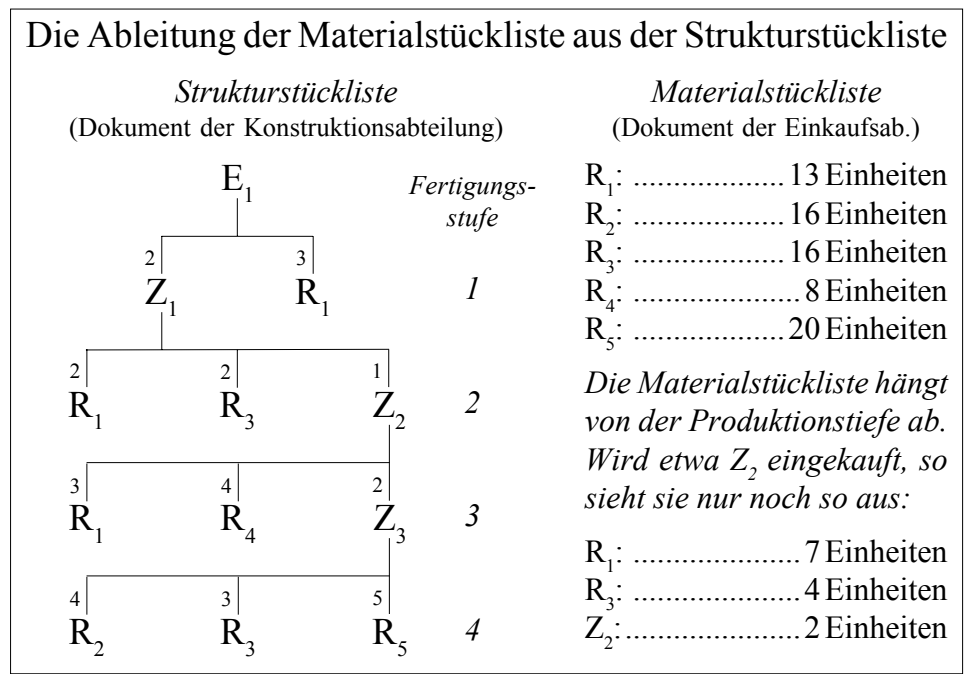 Die Ableitung der Materialstückliste aus der Strukturstückliste
Strukturstückliste
(Dokument der Konstruktionsabteilung)
E₁
Fertigungs-
stufe
2 3
Z₁ R₁ 1
2 2 1
R₁ R₃ Z₂ 2
3 4 2
R₁ R₄ Z₃ 3
4 3 5
R₂ R₃ R₅ 4
Materialstückliste
(Dokument der Einkaufsab.)
R₁: .................... 13 Einheiten
R₂: .................... 16 Einheiten
R₃: .................... 16 Einheiten
R₄: ...................... 8 Einheiten
R₅: .................... 20 Einheiten
Die Materialstückliste hängt
von der Produktionstiefe ab.
Wird etwa Z₂ eingekauft, so
sieht sie nur noch so aus:
R₁: ...................... 7 Einheiten
R₃: ...................... 4 Einheiten
Z₂: ....................... 2 Einheiten